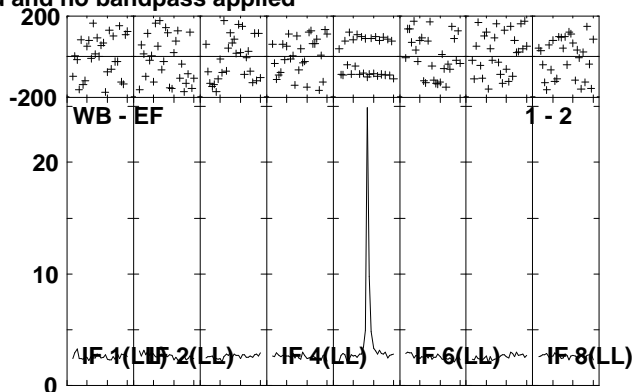 and no bandpass applied
200
-200
WB - EF 1 - 2
20
10
IF 1(LL) IF 2(LL) IF 4(LL) IF 6(LL) IF 8(LL)
0